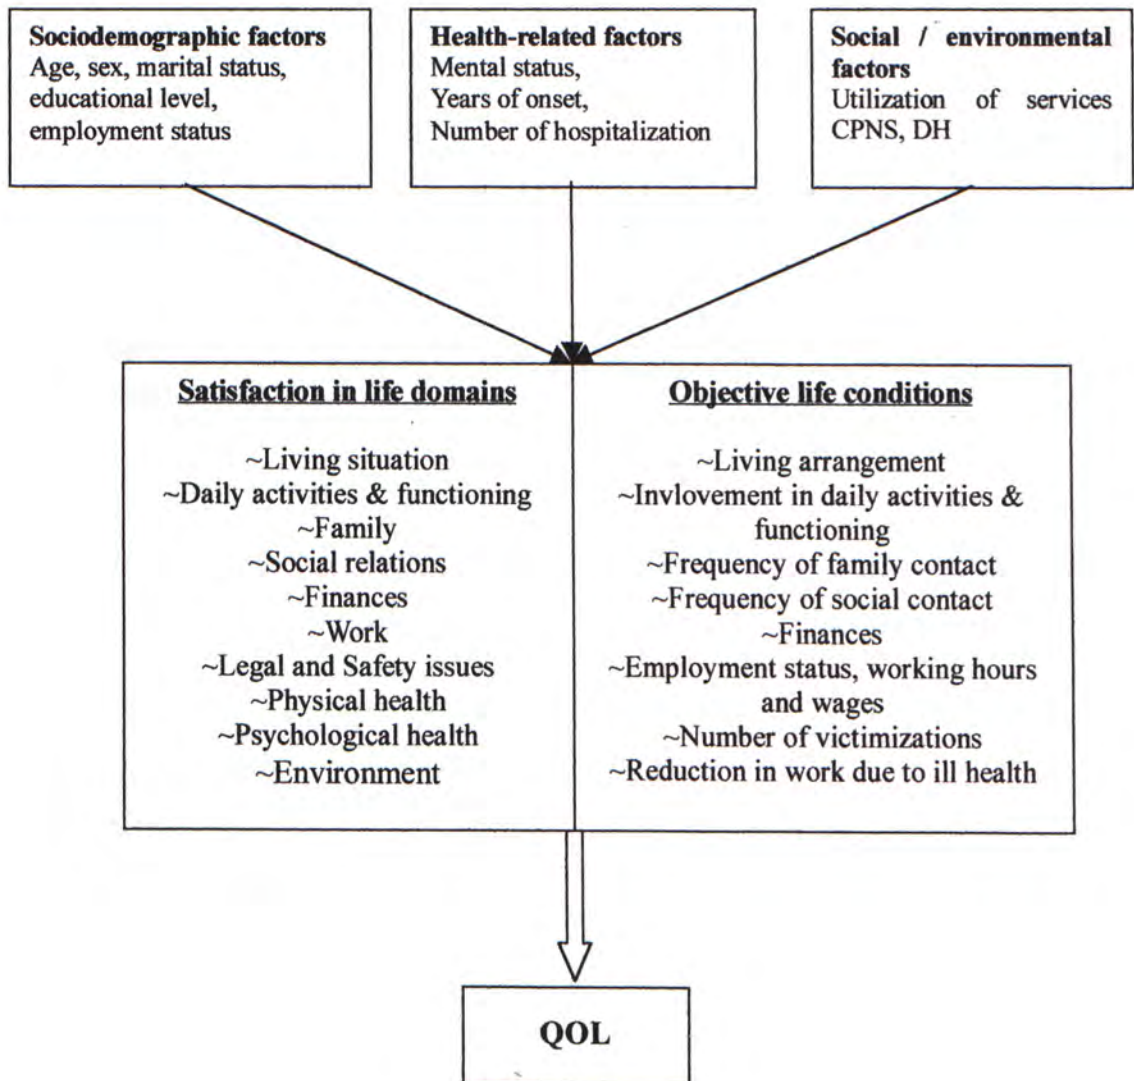 Sociodemographic factors
Age, sex, marital status,
educational level,
employment status
Health-related factors
Mental status,
Years of onset,
Number of hospitalization
Social / environmental
factors
Utilization of services
CPNS, DH
Satisfaction in life domains
~Living situation
~Daily activities & functioning
~Family
~Social relations
~Finances
~Work
~Legal and Safety issues
~Physical health
~Psychological health
~Environment
Objective life conditions
~Living arrangement
~Invlovement in daily activities &
functioning
~Frequency of family contact
~Frequency of social contact
~Finances
~Employment status, working hours
and wages
~Number of victimizations
~Reduction in work due to ill health
QOL